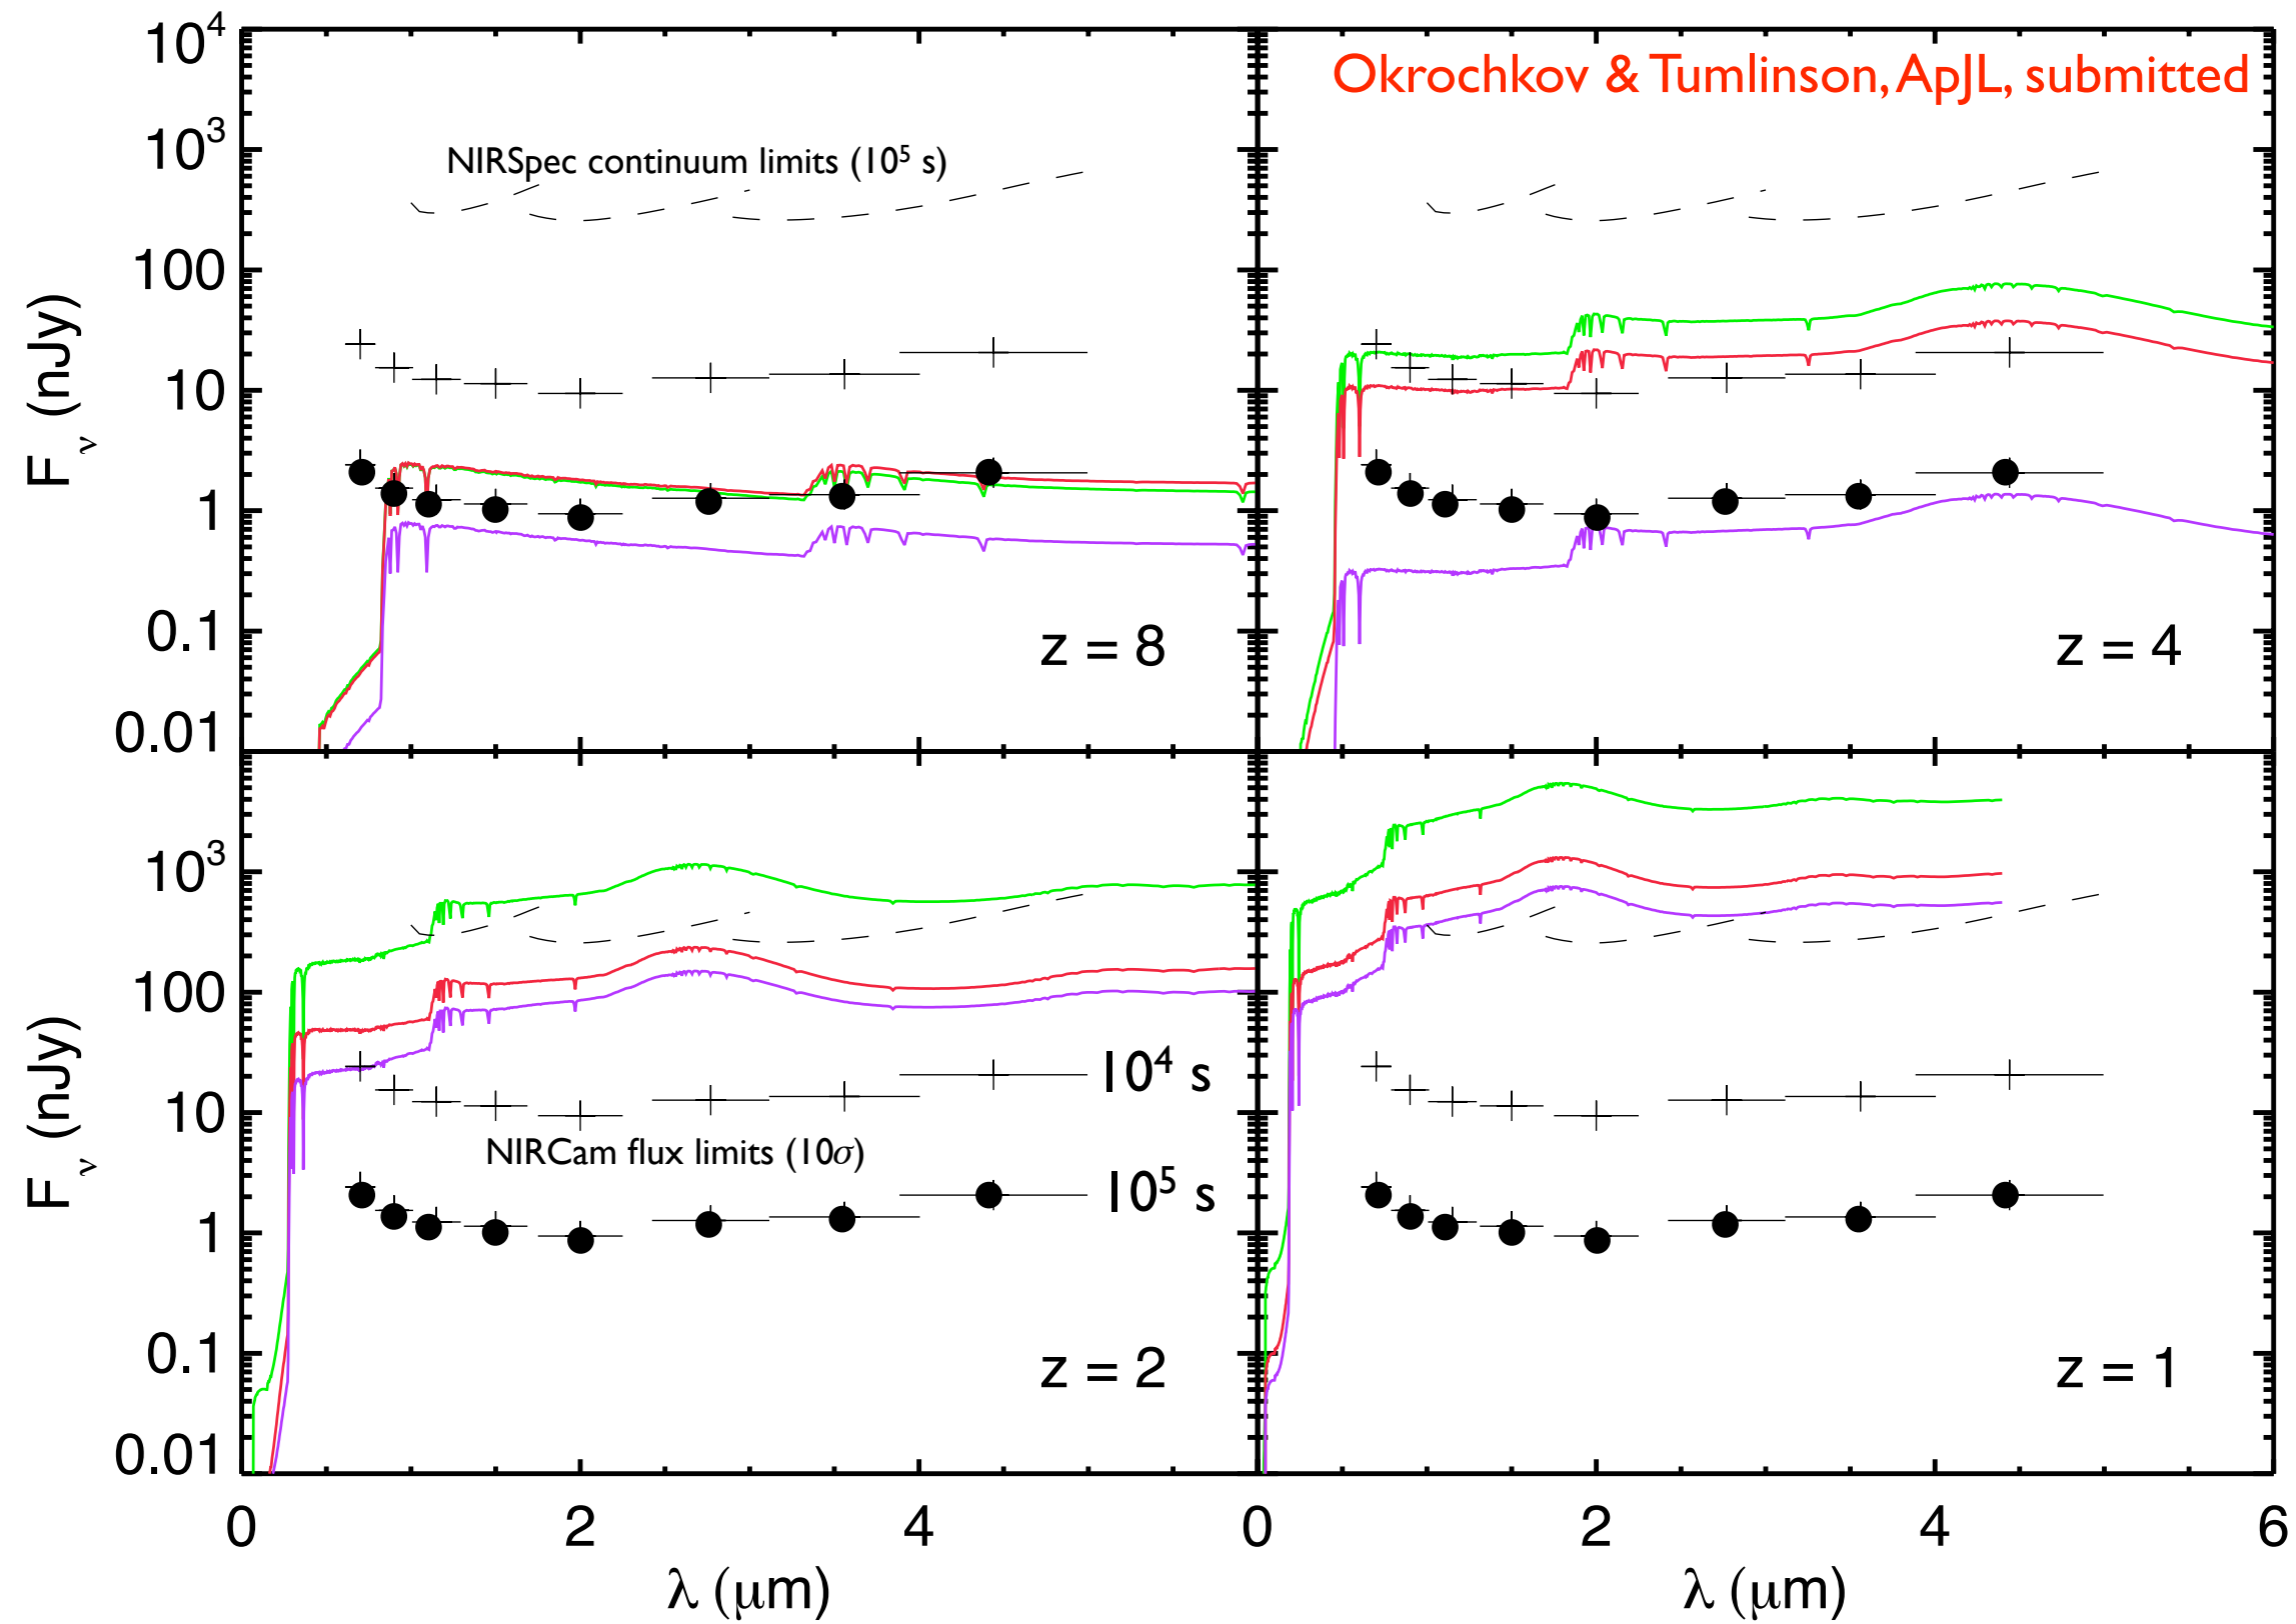 Okrochkov & Tumlinson, ApJL, submitted
10⁴
10³
100
10
1
0.1
0.01
F_ν (nJy)
NIRSpec continuum limits (10⁵ s)
z = 8
z = 4
10³
100
10
1
0.1
0.01
F_ν (nJy)
10⁴ s
NIRCam flux limits (10σ)
10⁵ s
z = 2
z = 1
0 2 4 0 2 4 6
λ (μm) λ (μm)